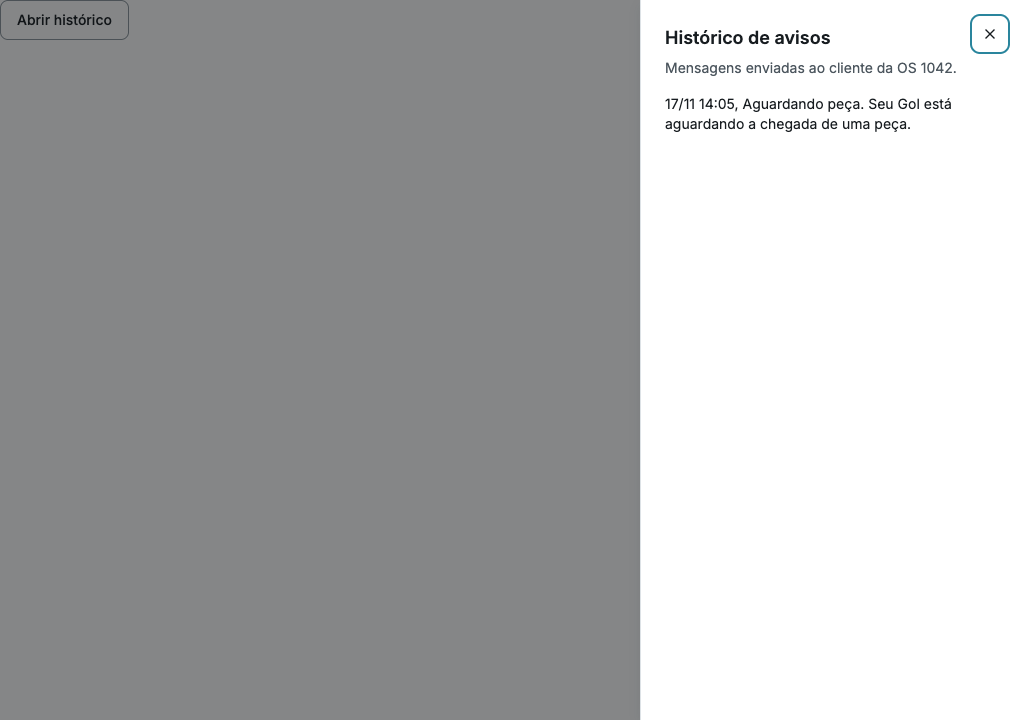 Abrir histórico
Histórico de avisos
Mensagens enviadas ao cliente da OS 1042.
17/11 14:05, Aguardando peça. Seu Gol está
aguardando a chegada de uma peça.